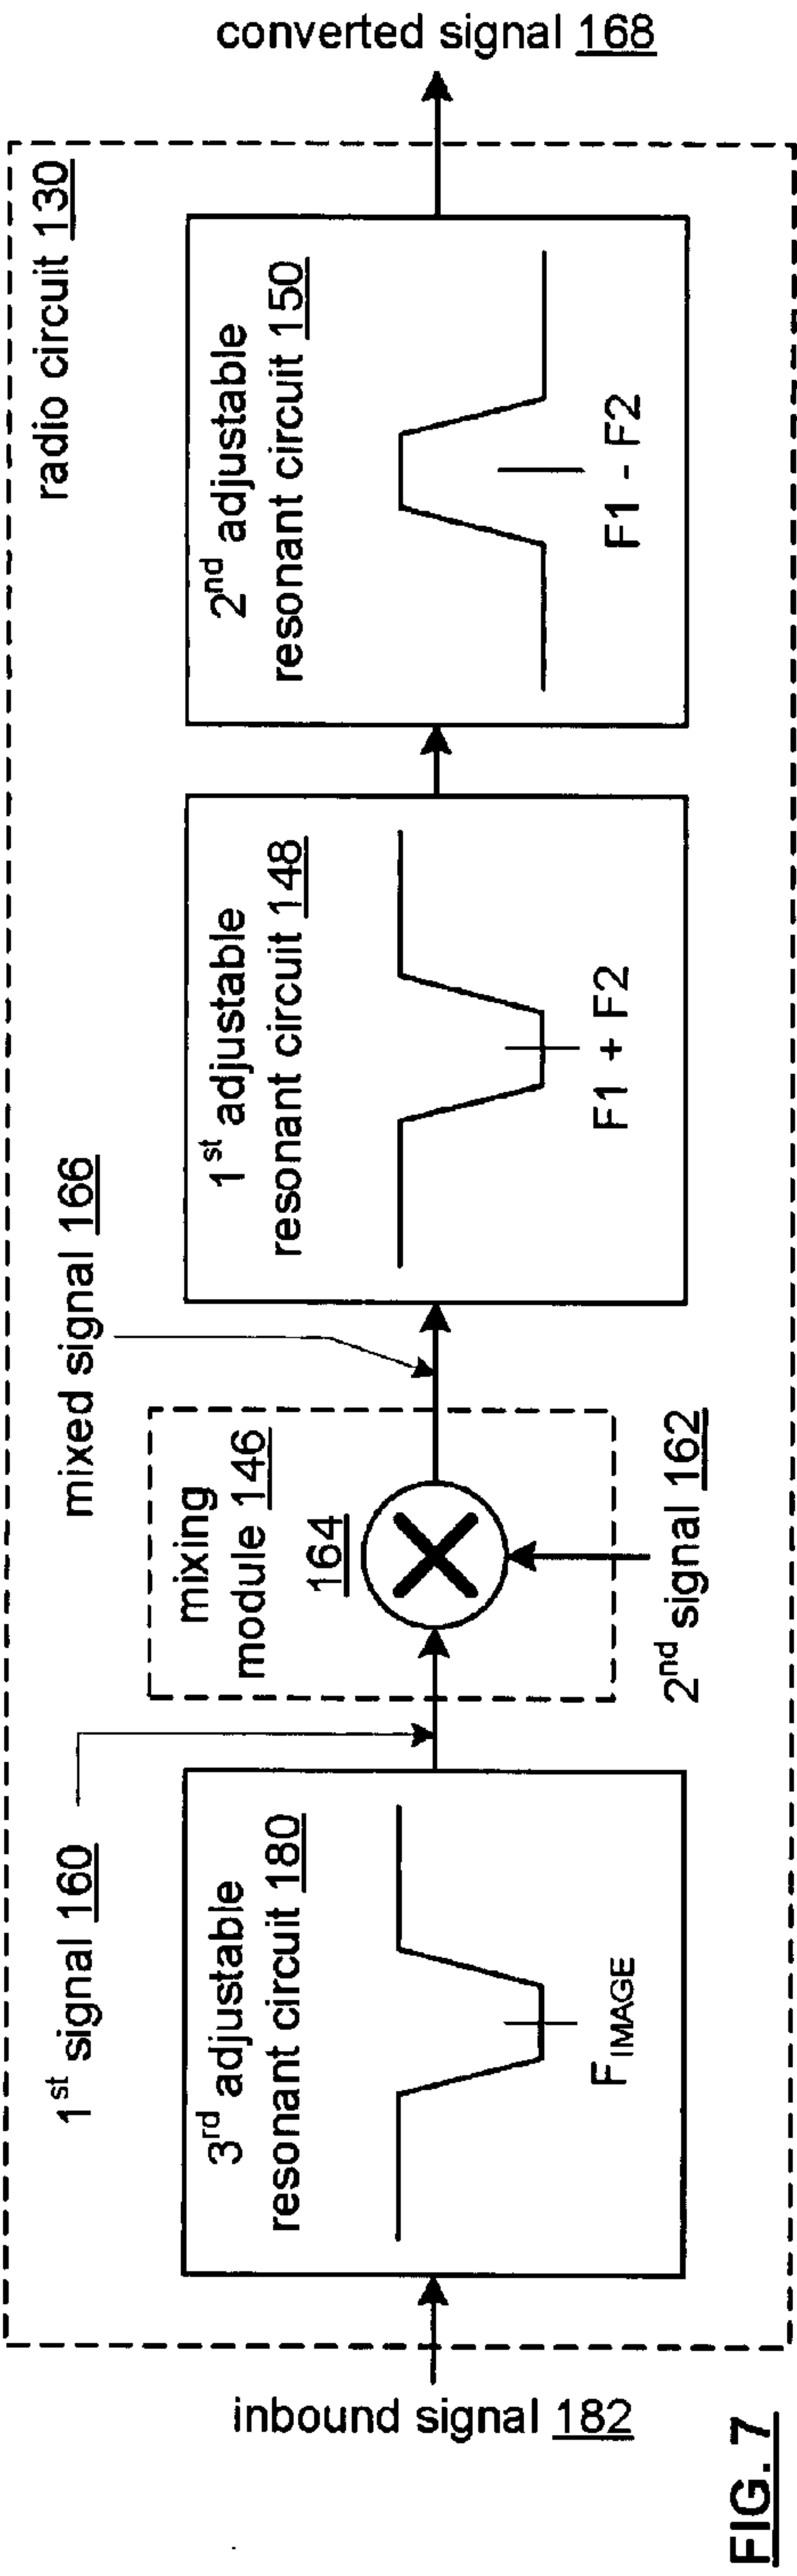 radio circuit 130
1st signal 160
mixed signal 166
inbound signal 182
3rd adjustable
resonant circuit 180
FIMAGE
mixing
module 146
164
2nd signal 162
1st adjustable
resonant circuit 148
F1 + F2
2nd adjustable
resonant circuit 150
F1 - F2
converted signal 168
FIG. 7